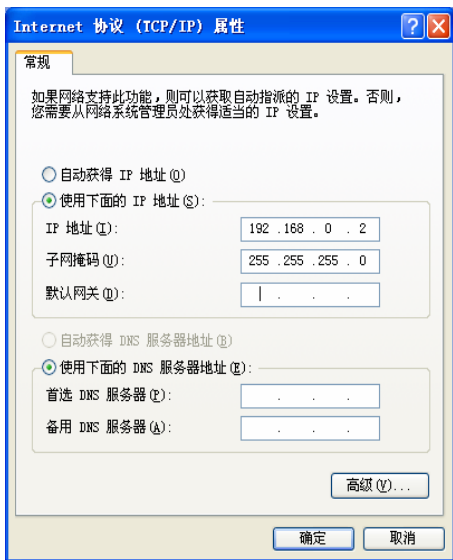 Internet 协议 (TCP/IP) 属性
常规
如果网络支持此功能，则可以获取自动指派的 IP 设置。否则，
您需要从网络系统管理员处获得适当的 IP 设置。
自动获得 IP 地址(O)
使用下面的 IP 地址(S):
IP 地址(I): 192 .168 . 0 . 2
子网掩码(U): 255 .255 .255 . 0
默认网关(D): . . .
自动获得 DNS 服务器地址(B)
使用下面的 DNS 服务器地址(E):
首选 DNS 服务器(P): . . .
备用 DNS 服务器(A): . . .
高级(V)...
确定 取消